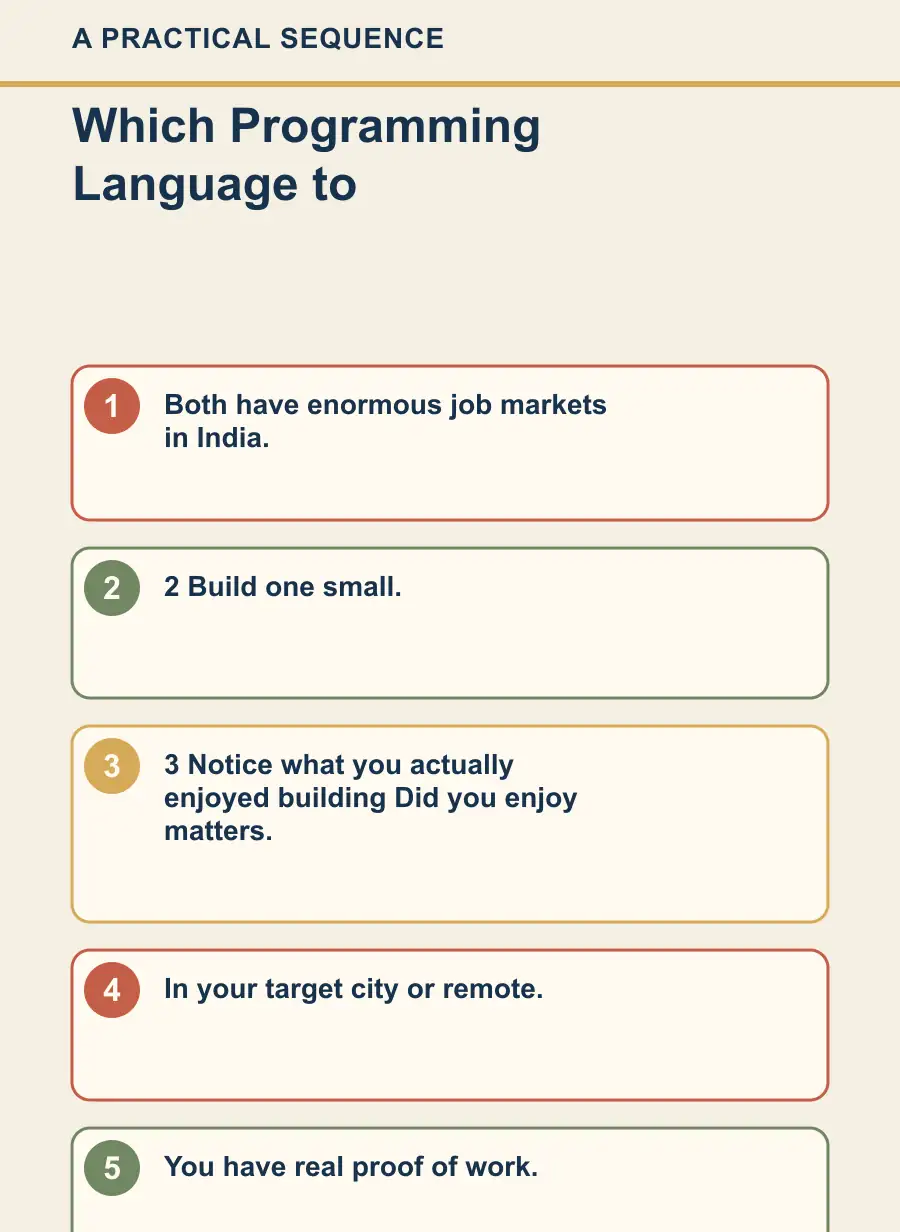 A PRACTICAL SEQUENCE
Which Programming
Language to
1
Both have enormous job markets
in India.
2
2 Build one small.
3
3 Notice what you actually
enjoyed building Did you enjoy
matters.
4
In your target city or remote.
5
You have real proof of work.